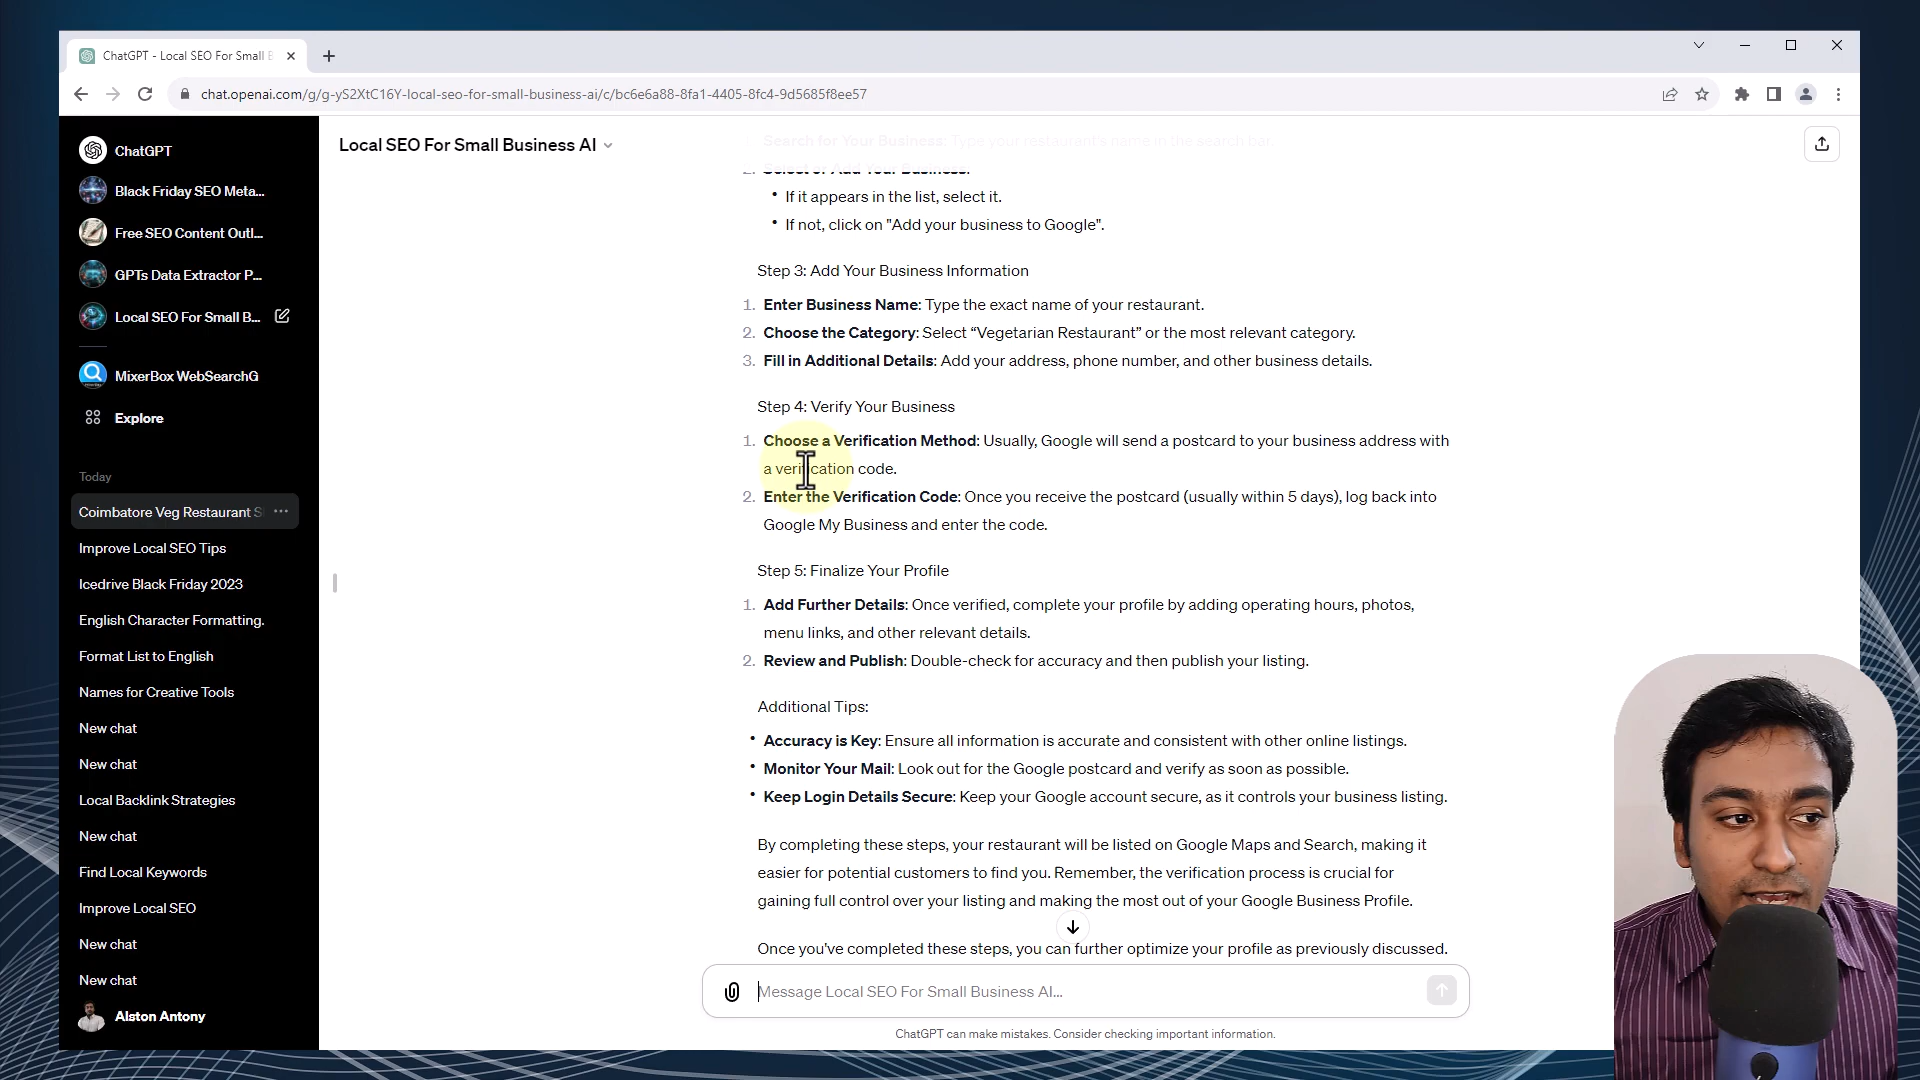 ChatGPT - Local SEO For Small B
chat.openai.com/g/g-yS2XtC16Y-local-seo-for-small-business-ai/c/bc6e6a88-8fa1-4405-8fc4-9d5685f8ee57
ChatGPT
Black Friday SEO Meta...
Free SEO Content Outl...
GPTs Data Extractor P...
Local SEO For Small B...
MixerBox WebSearchG
Explore
Today
Coimbatore Veg Restaurant S
Improve Local SEO Tips
Icedrive Black Friday 2023
English Character Formatting.
Format List to English
Names for Creative Tools
New chat
New chat
Local Backlink Strategies
New chat
Find Local Keywords
Improve Local SEO
New chat
New chat
Alston Antony
Local SEO For Small Business AI
Search for Your Business: Type your restaurant's name in the search bar.
2. Select or Add Your Business:
• If it appears in the list, select it.
• If not, click on "Add your business to Google".
Step 3: Add Your Business Information
1. Enter Business Name: Type the exact name of your restaurant.
2. Choose the Category: Select “Vegetarian Restaurant” or the most relevant category.
3. Fill in Additional Details: Add your address, phone number, and other business details.
Step 4: Verify Your Business
1. Choose a Verification Method: Usually, Google will send a postcard to your business address with
a verification code.
2. Enter the Verification Code: Once you receive the postcard (usually within 5 days), log back into
Google My Business and enter the code.
Step 5: Finalize Your Profile
1. Add Further Details: Once verified, complete your profile by adding operating hours, photos,
menu links, and other relevant details.
2. Review and Publish: Double-check for accuracy and then publish your listing.
Additional Tips:
• Accuracy is Key: Ensure all information is accurate and consistent with other online listings.
• Monitor Your Mail: Look out for the Google postcard and verify as soon as possible.
• Keep Login Details Secure: Keep your Google account secure, as it controls your business listing.
By completing these steps, your restaurant will be listed on Google Maps and Search, making it
easier for potential customers to find you. Remember, the verification process is crucial for
gaining full control over your listing and making the most out of your Google Business Profile.
Once you've completed these steps, you can further optimize your profile as previously discussed.
Message Local SEO For Small Business AI...
ChatGPT can make mistakes. Consider checking important information.